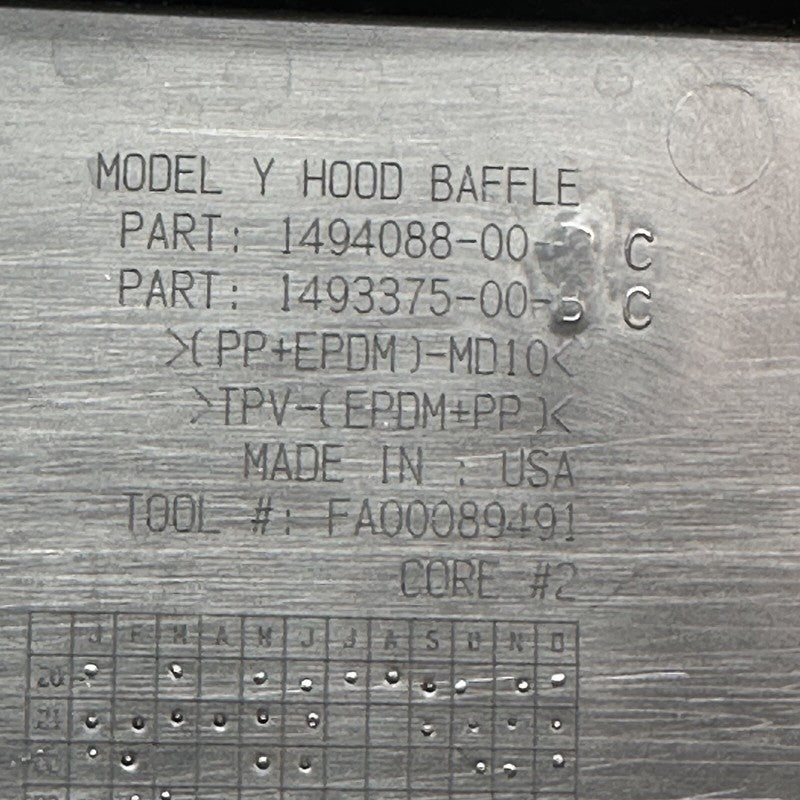 MODEL Y HOOD BAFFLE
PART: 1494088-00- C
PART: 1493375-00- C
>(PP+EPDM)-MD10<
>TPV-(EPDM+PP)<
MADE IN : USA
TOOL #: FA00089491
CORE #2
J F M A M J J A S O N D
20
21